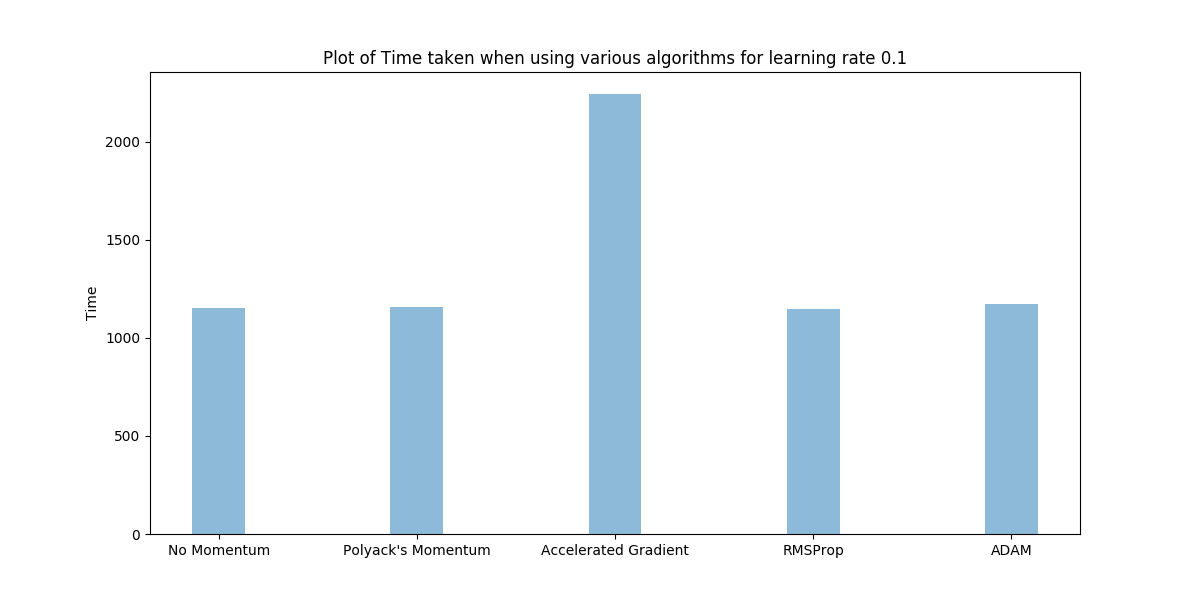 Plot of Time taken when using various algorithms for learning rate 0.1
2000
1500
1000
500
0
Time
No Momentum
Polyack's Momentum
Accelerated Gradient
RMSProp
ADAM